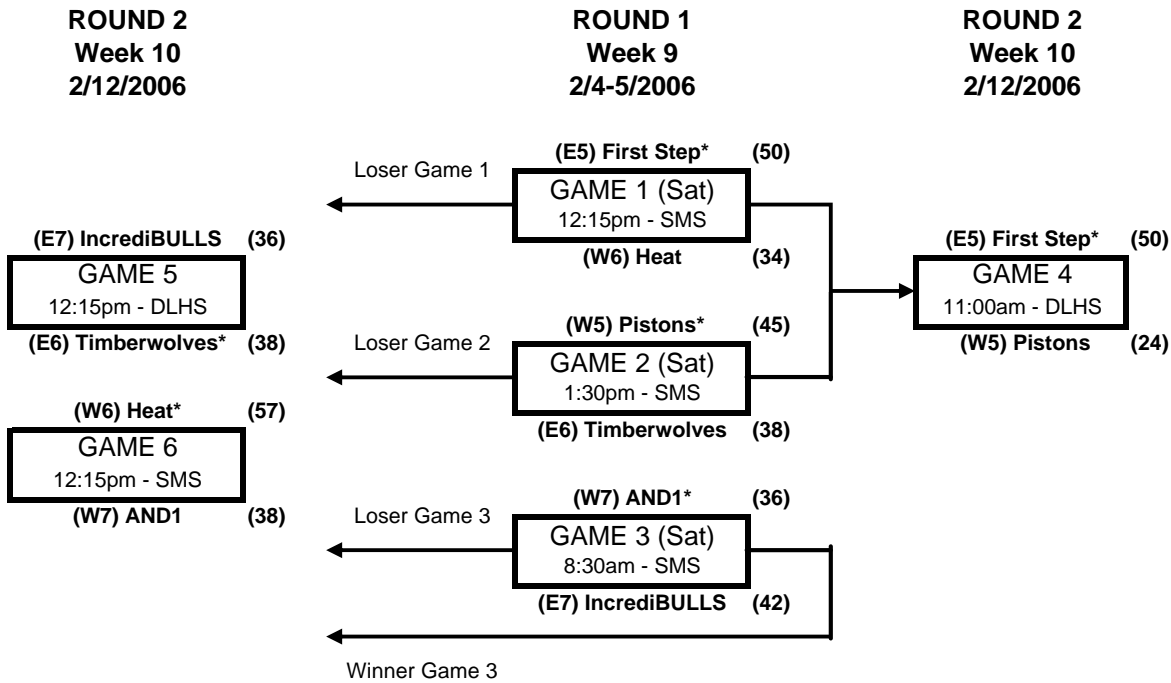 ROUND 2
Week 10
2/12/2006
ROUND 1
Week 9
2/4-5/2006
ROUND 2
Week 10
2/12/2006
Loser Game 1
(E5) First Step* (50)
GAME 1 (Sat)
12:15pm - SMS
(W6) Heat (34)
(E7) IncrediBULLS (36)
GAME 5
12:15pm - DLHS
(E6) Timberwolves* (38)
(E5) First Step* (50)
GAME 4
11:00am - DLHS
(W5) Pistons (24)
Loser Game 2
(W5) Pistons* (45)
GAME 2 (Sat)
1:30pm - SMS
(E6) Timberwolves (38)
(W6) Heat* (57)
GAME 6
12:15pm - SMS
(W7) AND1 (38)
Loser Game 3
(W7) AND1* (36)
GAME 3 (Sat)
8:30am - SMS
(E7) IncrediBULLS (42)
Winner Game 3